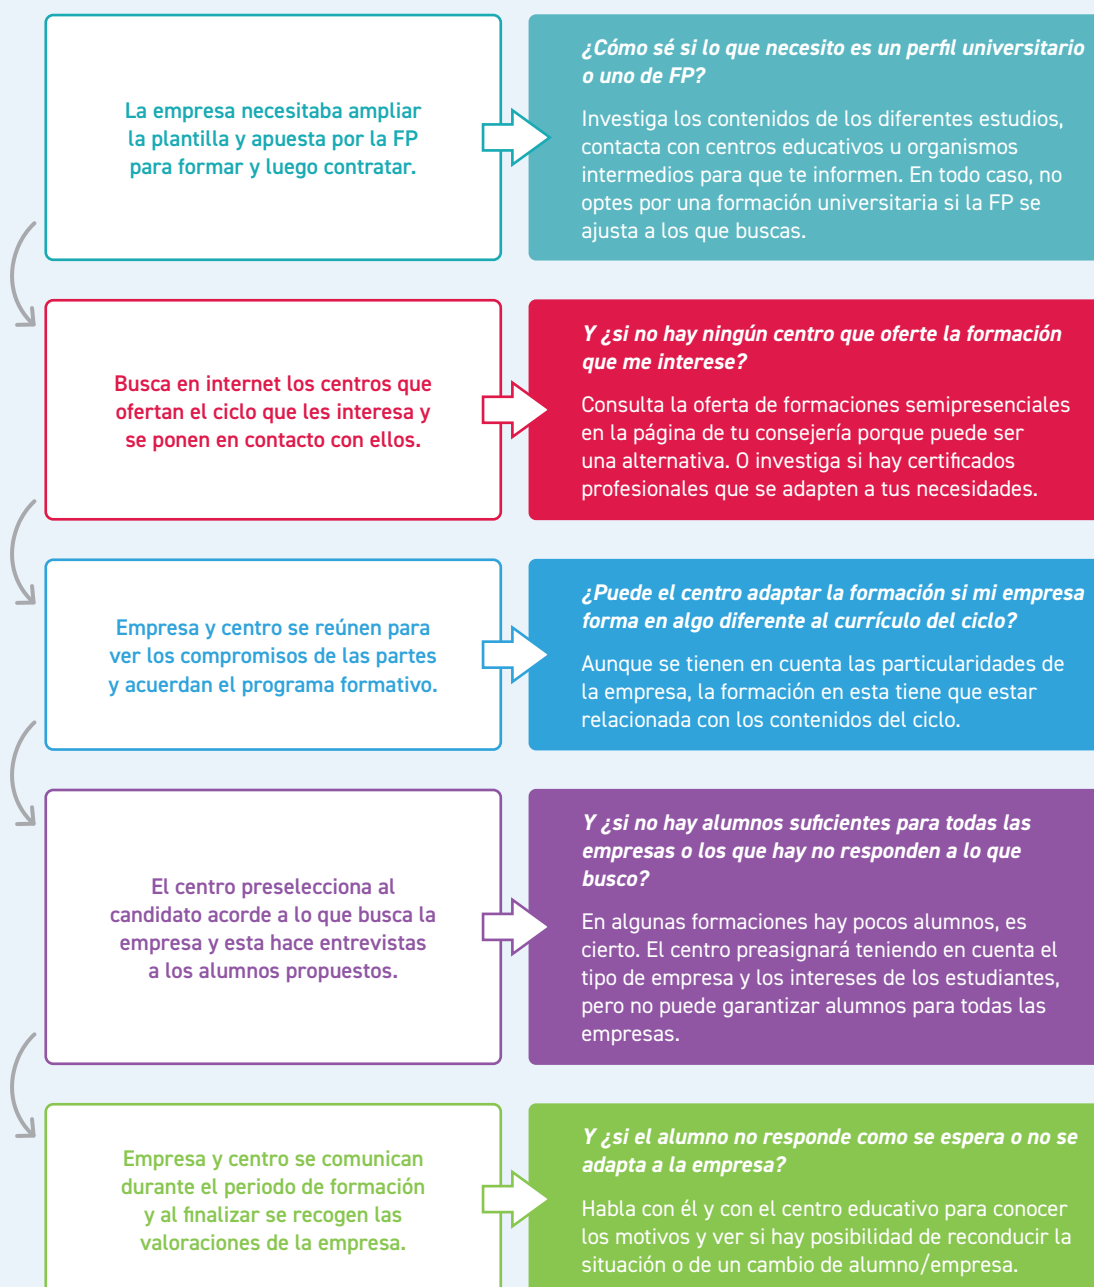 La empresa necesitaba ampliar
la plantilla y apuesta por la FP
para formar y luego contratar.
¿Cómo sé si lo que necesito es un perfil universitario
o uno de FP?
Investiga los contenidos de los diferentes estudios,
contacta con centros educativos u organismos
intermedios para que te informen. En todo caso, no
optes por una formación universitaria si la FP se
ajusta a los que buscas.
Busca en internet los centros que
ofertan el ciclo que les interesa y
se ponen en contacto con ellos.
Y ¿si no hay ningún centro que oferte la formación
que me interese?
Consulta la oferta de formaciones semipresenciales
en la página de tu consejería porque puede ser
una alternativa. O investiga si hay certificados
profesionales que se adapten a tus necesidades.
Empresa y centro se reúnen para
ver los compromisos de las partes
y acuerdan el programa formativo.
¿Puede el centro adaptar la formación si mi empresa
forma en algo diferente al currículo del ciclo?
Aunque se tienen en cuenta las particularidades de
la empresa, la formación en esta tiene que estar
relacionada con los contenidos del ciclo.
El centro preselecciona al
candidato acorde a lo que busca la
empresa y esta hace entrevistas
a los alumnos propuestos.
Y ¿si no hay alumnos suficientes para todas las
empresas o los que hay no responden a lo que
busco?
En algunas formaciones hay pocos alumnos, es
cierto. El centro preasignará teniendo en cuenta el
tipo de empresa y los intereses de los estudiantes,
pero no puede garantizar alumnos para todas las
empresas.
Empresa y centro se comunican
durante el periodo de formación
y al finalizar se recogen las
valoraciones de la empresa.
Y ¿si el alumno no responde como se espera o no se
adapta a la empresa?
Habla con él y con el centro educativo para conocer
los motivos y ver si hay posibilidad de reconducir la
situación o de un cambio de alumno/empresa.